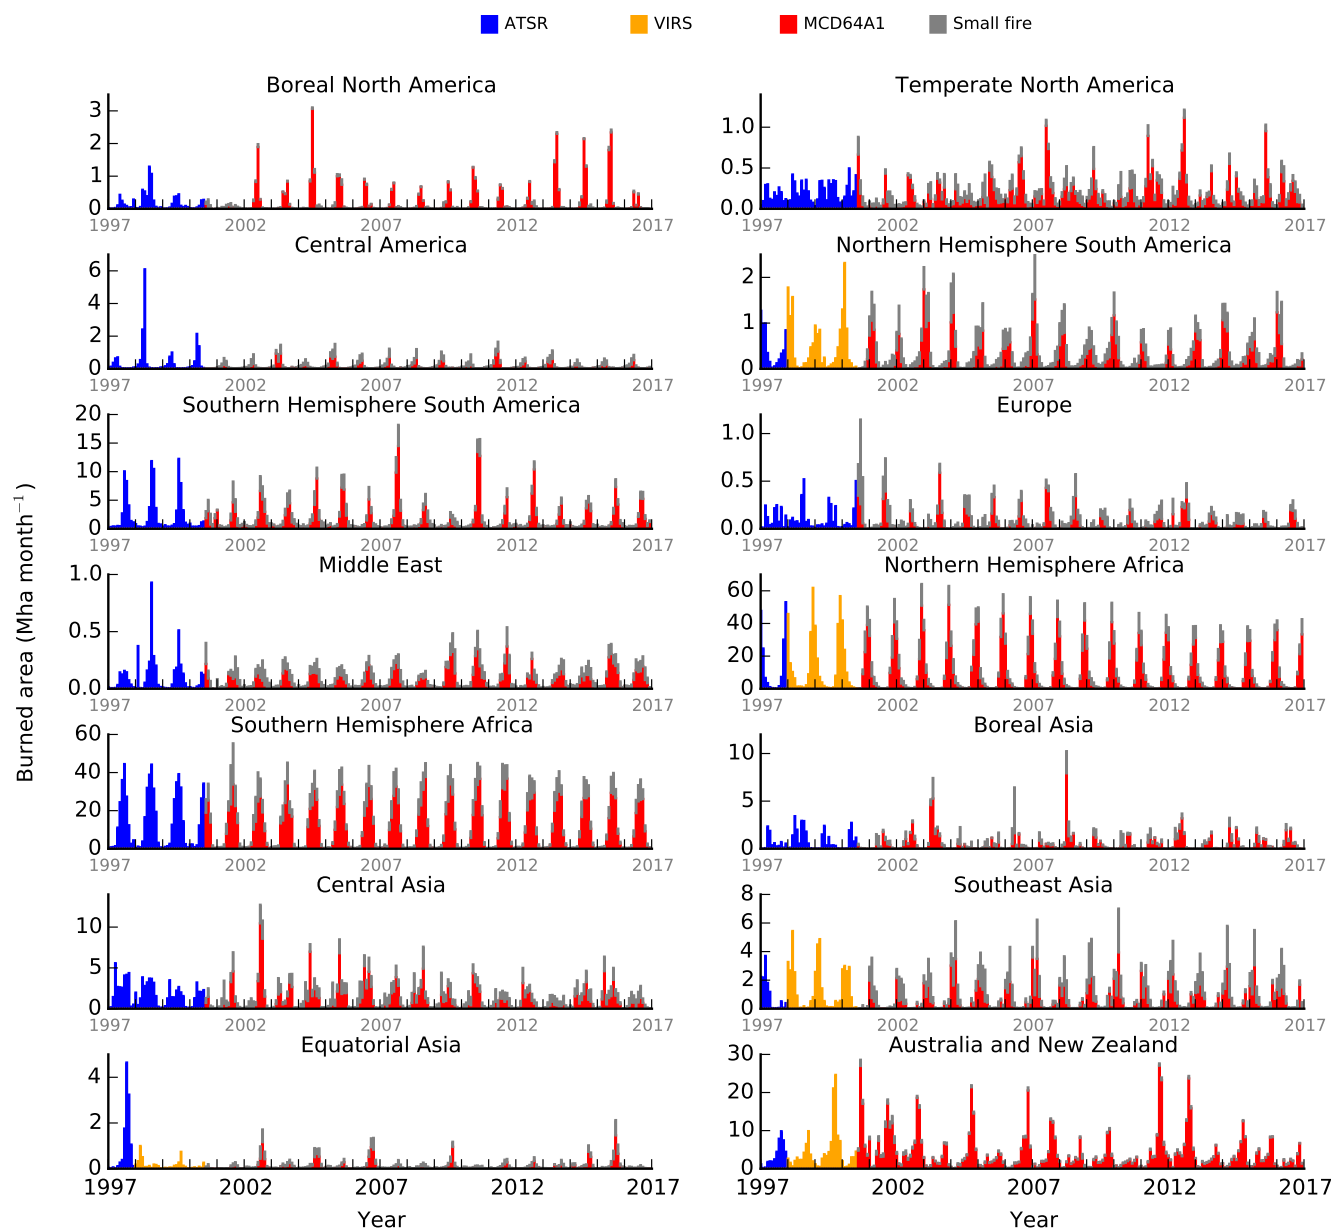 ATSR VIRS MCD64A1 Small fire
Boreal North America
3
2
1
0
1997 2002 2007 2012 2017
Temperate North America
1.0
0.5
0.0
1997 2002 2007 2012 2017
Central America
6
4
2
0
1997 2002 2007 2012 2017
Northern Hemisphere South America
2
1
0
1997 2002 2007 2012 2017
Southern Hemisphere South America
20
15
10
5
0
1997 2002 2007 2012 2017
Europe
1.0
0.5
0.0
1997 2002 2007 2012 2017
Burned area (Mha month⁻¹)
Middle East
1.0
0.5
0.0
1997 2002 2007 2012 2017
Northern Hemisphere Africa
60
40
20
0
1997 2002 2007 2012 2017
Southern Hemisphere Africa
60
40
20
0
1997 2002 2007 2012 2017
Boreal Asia
10
5
0
1997 2002 2007 2012 2017
Central Asia
10
5
0
1997 2002 2007 2012 2017
Southeast Asia
8
6
4
2
0
1997 2002 2007 2012 2017
Equatorial Asia
4
2
0
1997 2002 2007 2012 2017
Year
Australia and New Zealand
30
20
10
0
1997 2002 2007 2012 2017
Year